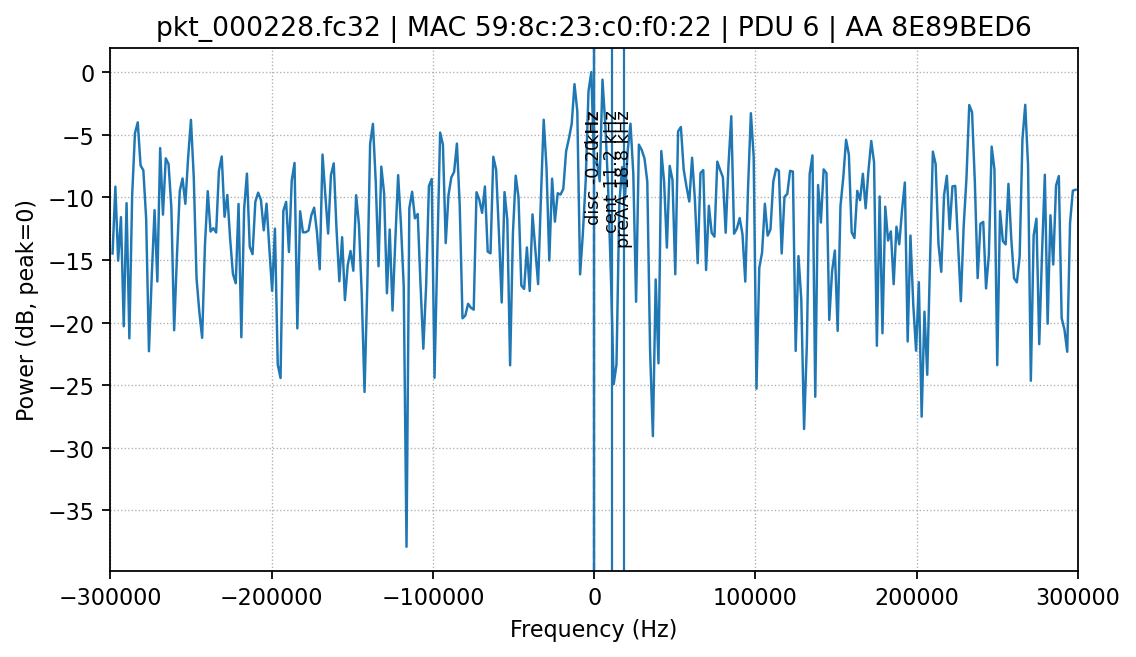 pkt_000228.fc32 | MAC 59:8c:23:c0:f0:22 | PDU 6 | AA 8E89BED6
0
−5
−10
−15
−20
−25
−30
−35
Power (dB, peak=0)
disc kHz
cent 11.2 kHz
preAA 18.8 kHz
−300000 −200000 −100000 0 100000 200000 300000
Frequency (Hz)